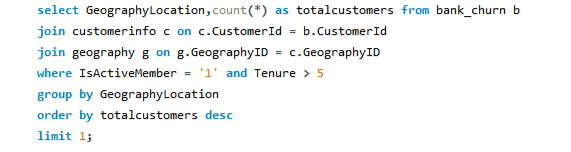 select GeographyLocation,count(*) as totalcustomers from bank_churn b
join customerinfo c on c.CustomerId = b.CustomerId
join geography g on g.GeographyID = c.GeographyID
where IsActiveMember = '1' and Tenure > 5
group by GeographyLocation
order by totalcustomers desc
limit 1;